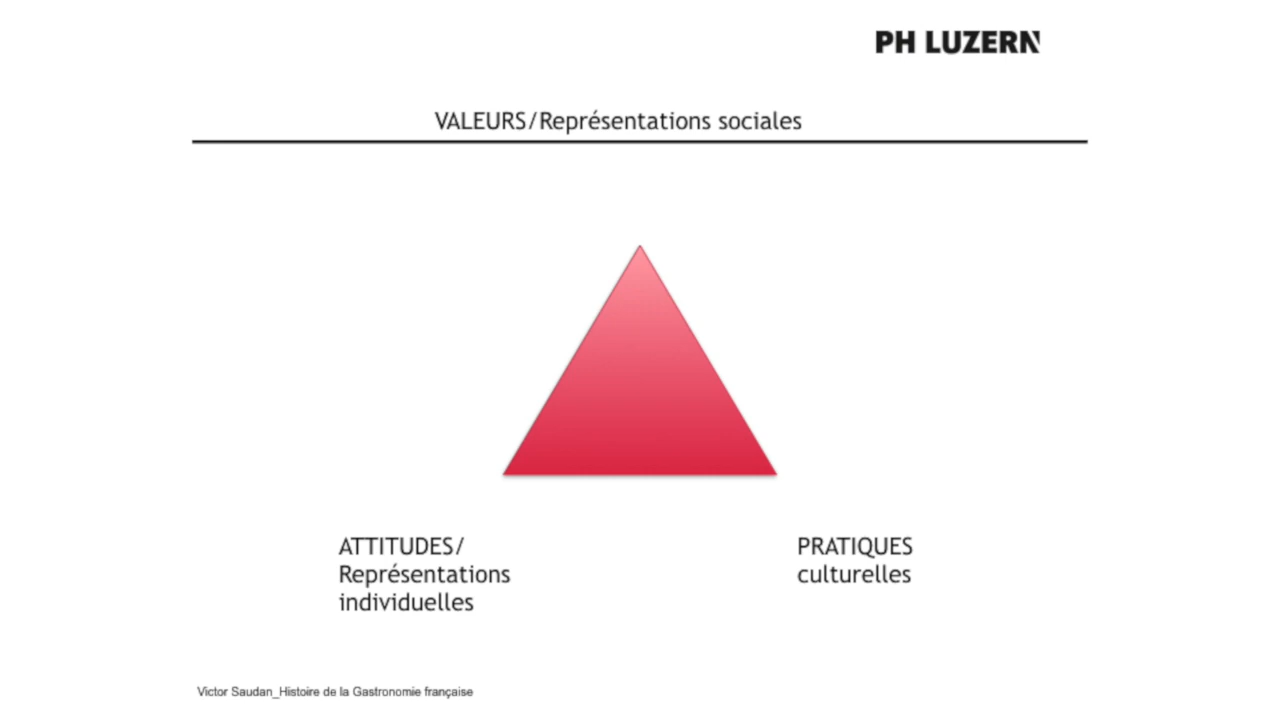 PH LUZERN
VALEURS/Représentations sociales
ATTITUDES/
Représentations
individuelles
PRATIQUES
culturelles
Victor Saudan_Histoire de la Gastronomie française